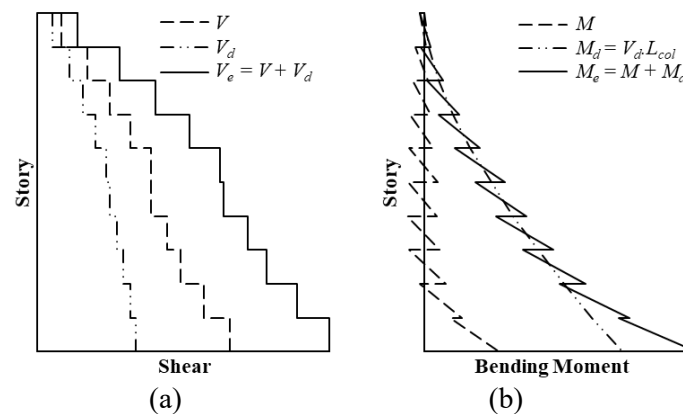 V
V_d
V_e = V + V_d
Story
Shear
(a)
M
M_d = V_d.L_col
M_e = M + M_d
Story
Bending Moment
(b)